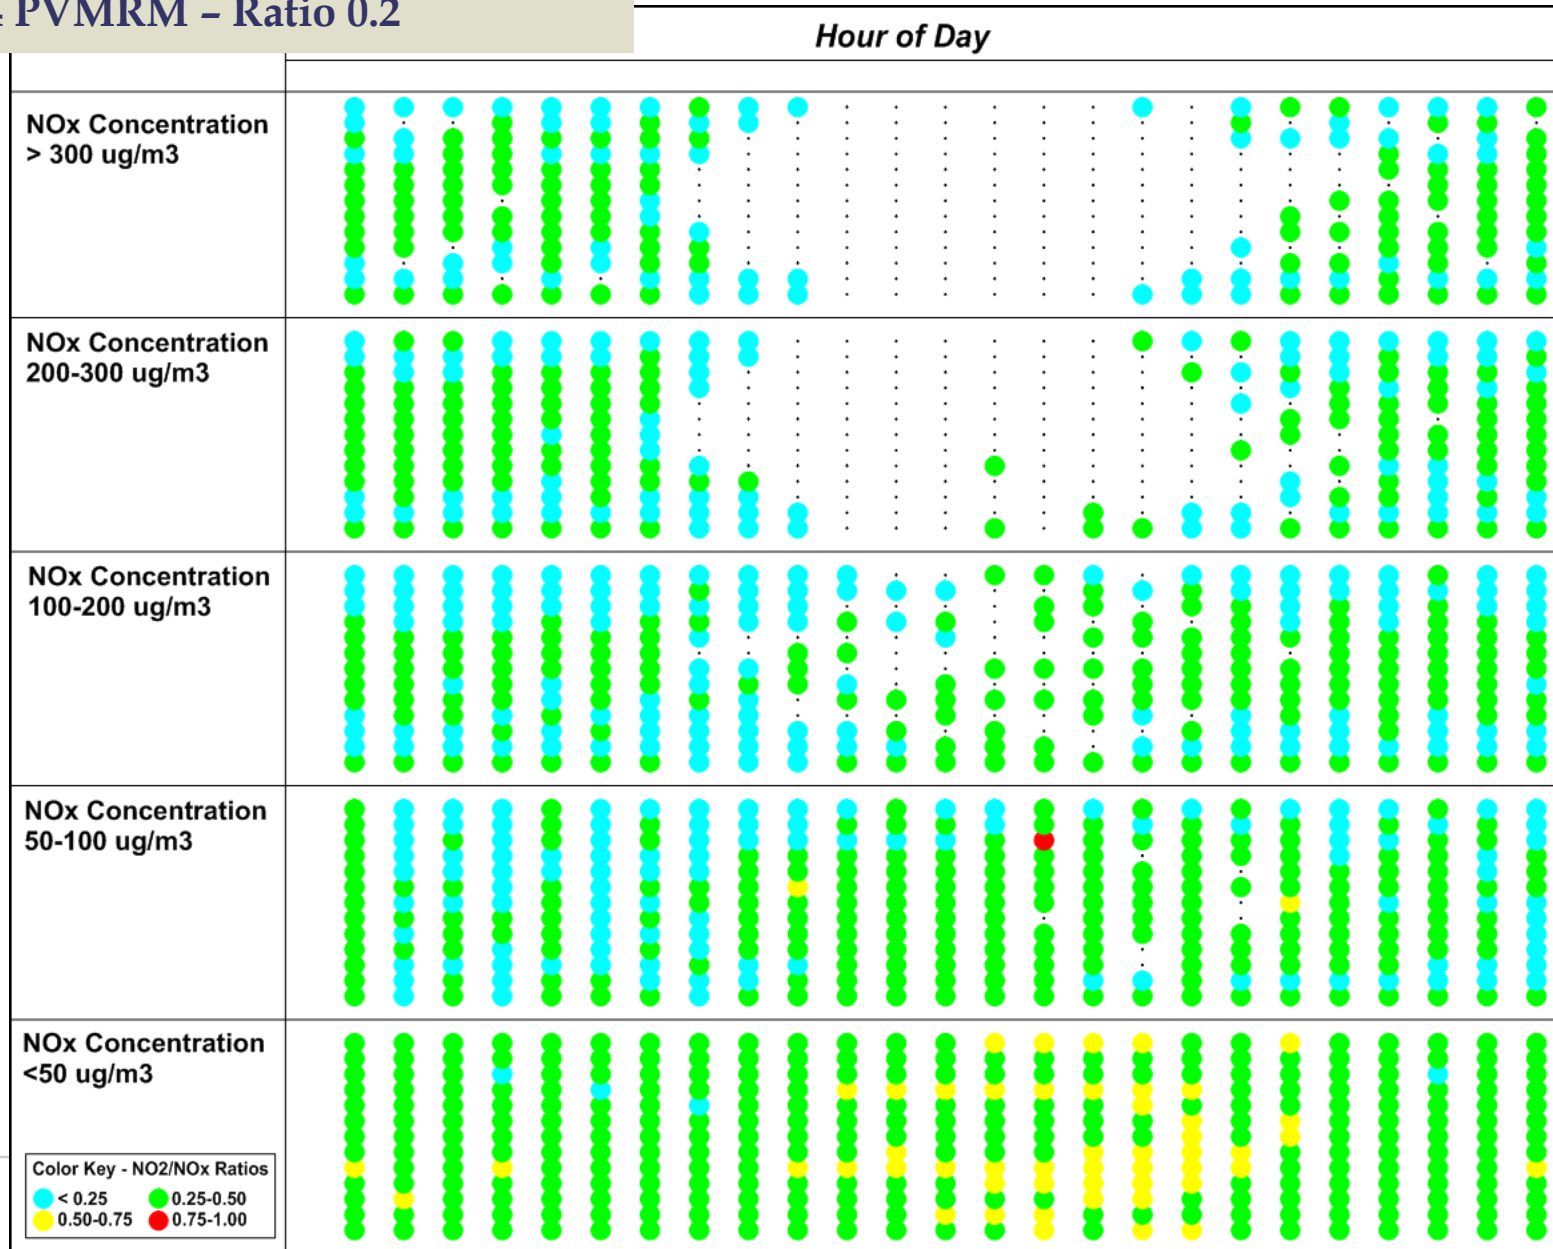 PVMRM – Ratio 0.2
Hour of Day
NOx Concentration
> 300 ug/m3
NOx Concentration
200-300 ug/m3
NOx Concentration
100-200 ug/m3
NOx Concentration
50-100 ug/m3
NOx Concentration
<50 ug/m3
Color Key - NO2/NOx Ratios
< 0.25 0.25-0.50
0.50-0.75 0.75-1.00